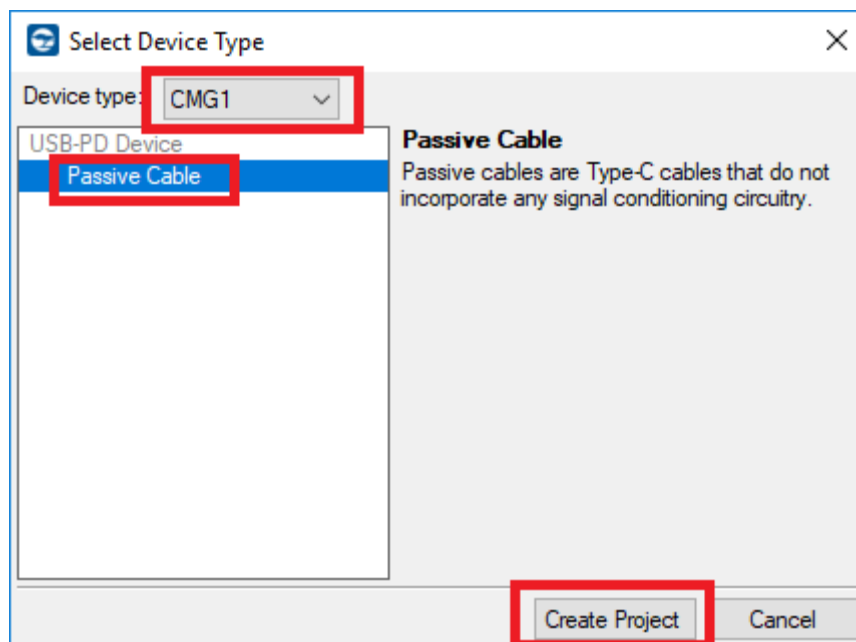 Select Device Type
Device type: CMG1
USB-PD Device
Passive Cable
Passive Cable
Passive cables are Type-C cables that do not
incorporate any signal conditioning circuitry.
Create Project
Cancel